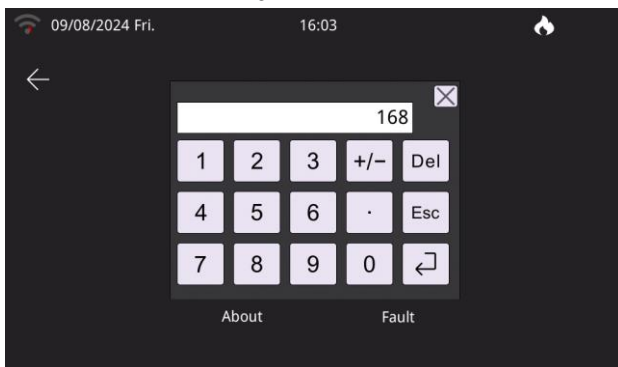 09/08/2024 Fri. 16:03
168
1 2 3 +/− Del
4 5 6 · Esc
7 8 9 0
About Fault